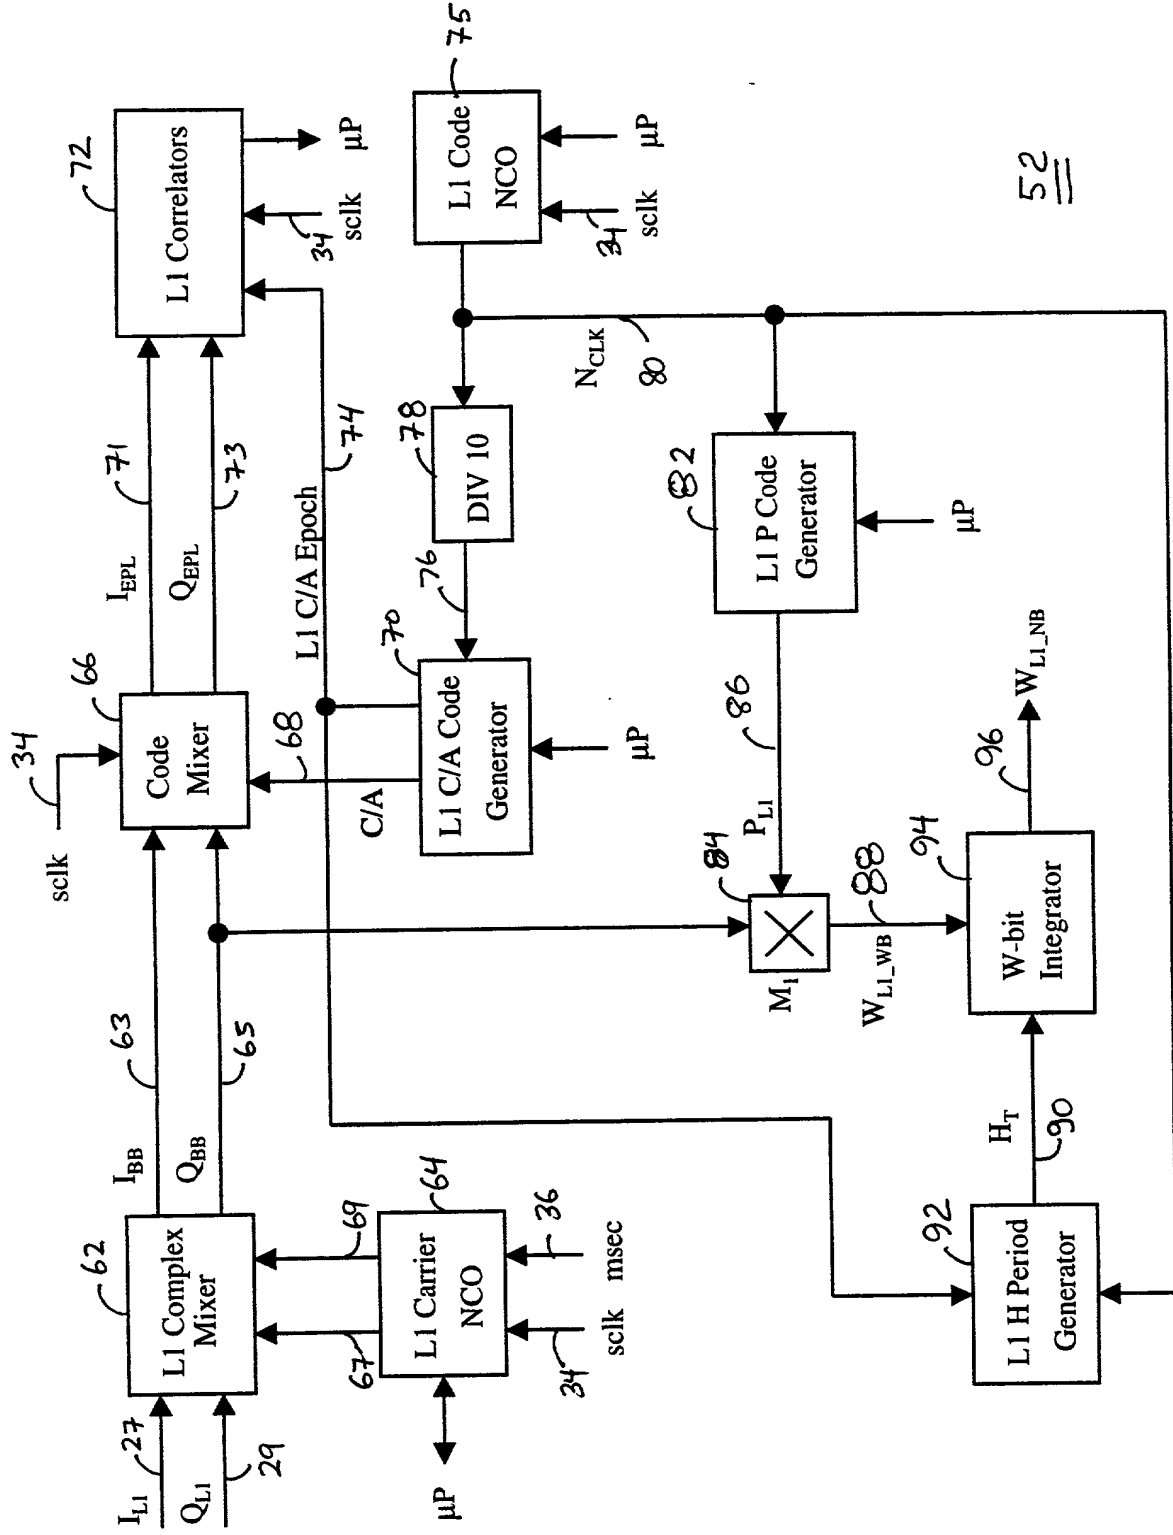 I_L1
27
Q_L1
29
62
L1 Complex
Mixer
67
69
64
L1 Carrier
NCO
µP
34
sclk
36
msec
I_BB
63
Q_BB
65
sclk
34
66
Code
Mixer
68
C/A
I_EPL
71
Q_EPL
73
72
L1 Correlators
34
sclk
µP
L1 C/A Epoch
74
70
L1 C/A Code
Generator
µP
76
78
DIV 10
75
L1 Code
NCO
34
sclk
µP
N_CLK
80
82
L1 P Code
Generator
µP
86
P_L1
84
M_1
W_L1_WB
88
92
L1 H Period
Generator
H_T
90
94
W-bit
Integrator
96
W_L1_NB
52